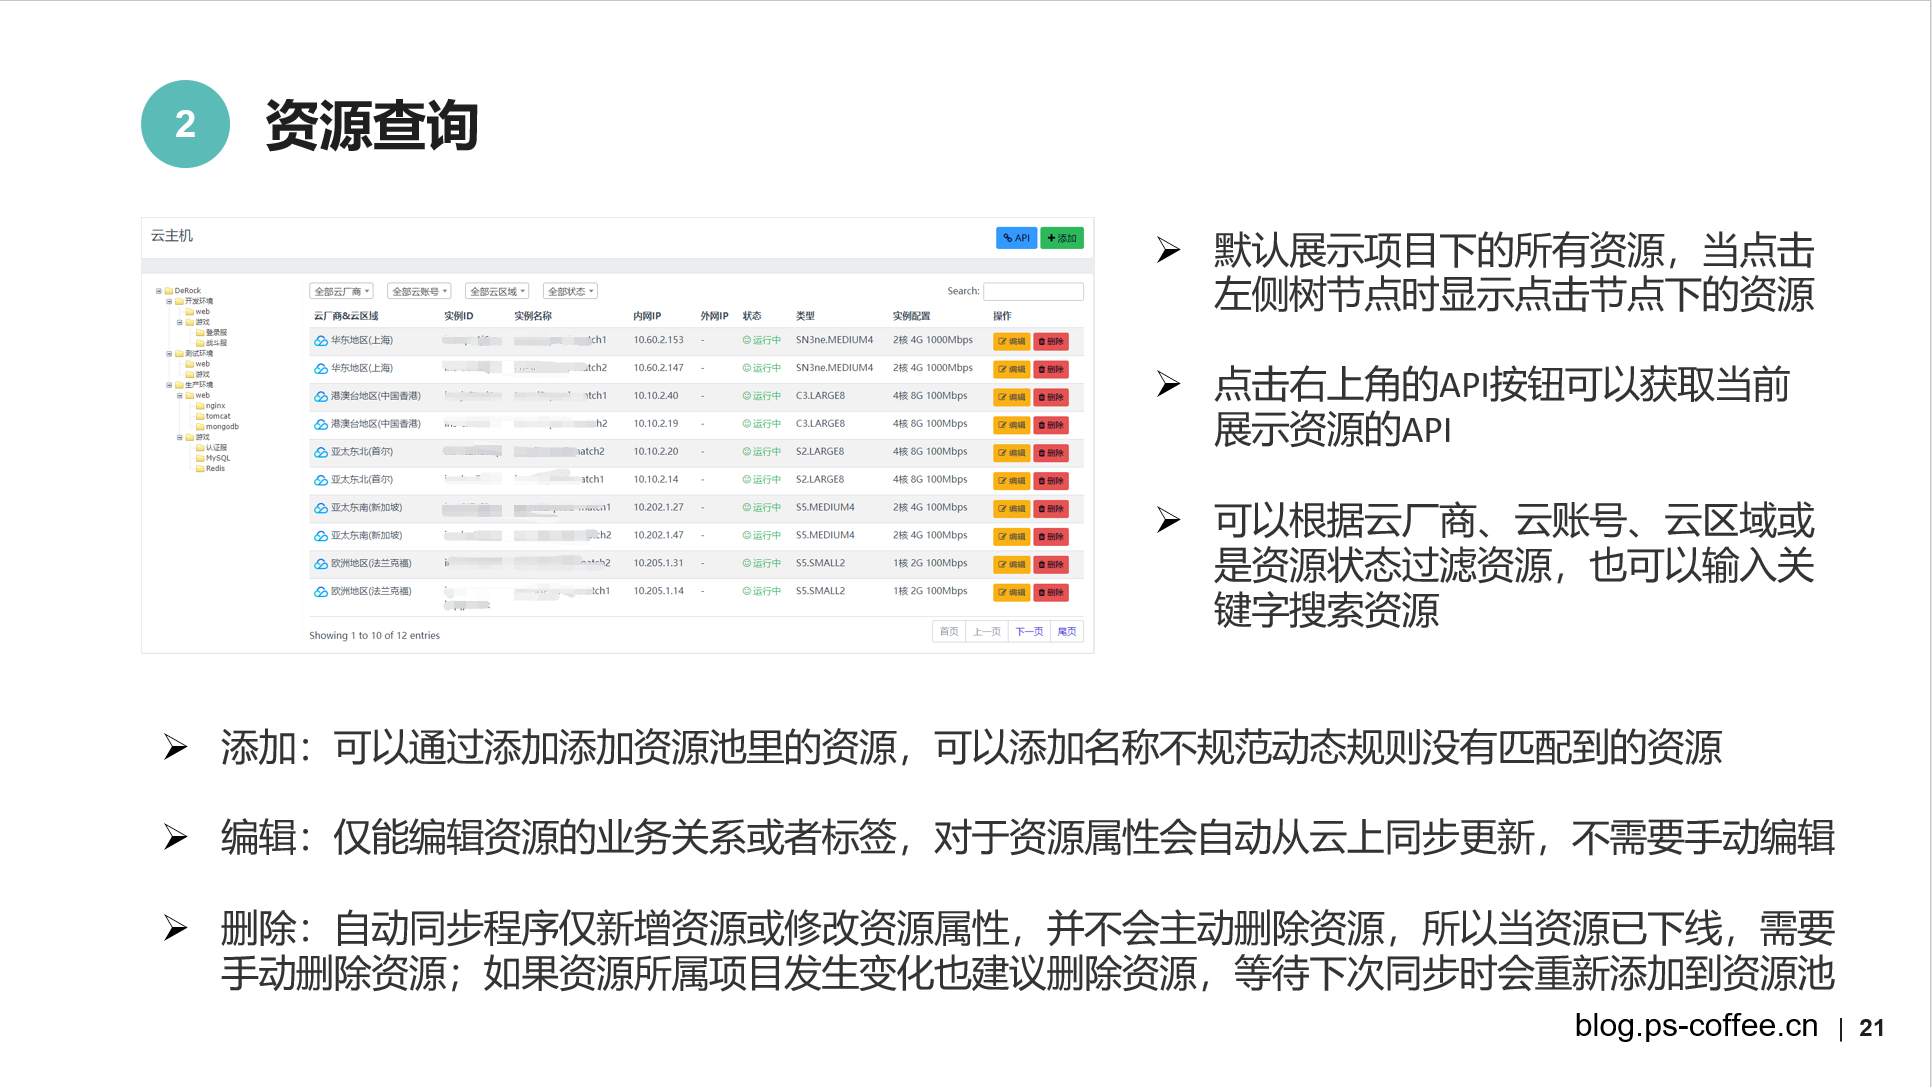 2
资源查询
云主机
API
添加
DeRock
开发环境
web
游戏
登录服
战斗服
测试环境
web
游戏
生产环境
web
nginx
tomcat
mongodb
游戏
认证服
MySQL
Redis
全部云厂商 全部云账号 全部云区域 全部状态 Search:
云厂商&云区域 实例ID 实例名称 内网IP 外网IP 状态 类型 实例配置 操作
华东地区(上海) tch1 10.60.2.153 - 运行中 SN3ne.MEDIUM4 2核 4G 1000Mbps 编辑 删除
华东地区(上海) tch2 10.60.2.147 - 运行中 SN3ne.MEDIUM4 2核 4G 1000Mbps 编辑 删除
港澳台地区(中国香港) tch1 10.10.2.40 - 运行中 C3.LARGE8 4核 8G 100Mbps 编辑 删除
港澳台地区(中国香港) h2 10.10.2.19 - 运行中 C3.LARGE8 4核 8G 100Mbps 编辑 删除
亚太东北(首尔) atch2 10.10.2.20 - 运行中 S2.LARGE8 4核 8G 100Mbps 编辑 删除
亚太东北(首尔) atch1 10.10.2.14 - 运行中 S2.LARGE8 4核 8G 100Mbps 编辑 删除
亚太东南(新加坡) match1 10.202.1.27 - 运行中 S5.MEDIUM4 2核 4G 100Mbps 编辑 删除
亚太东南(新加坡) ch2 10.202.1.47 - 运行中 S5.MEDIUM4 2核 4G 100Mbps 编辑 删除
欧洲地区(法兰克福) match2 10.205.1.31 - 运行中 S5.SMALL2 1核 2G 100Mbps 编辑 删除
欧洲地区(法兰克福) tch1 10.205.1.14 - 运行中 S5.SMALL2 1核 2G 100Mbps 编辑 删除
Showing 1 to 10 of 12 entries
首页 上一页 下一页 尾页
默认展示项目下的所有资源，当点击
左侧树节点时显示点击节点下的资源
点击右上角的API按钮可以获取当前
展示资源的API
可以根据云厂商、云账号、云区域或
是资源状态过滤资源，也可以输入关
键字搜索资源
添加：可以通过添加添加资源池里的资源，可以添加名称不规范动态规则没有匹配到的资源
编辑：仅能编辑资源的业务关系或者标签，对于资源属性会自动从云上同步更新，不需要手动编辑
删除：自动同步程序仅新增资源或修改资源属性，并不会主动删除资源，所以当资源已下线，需要
手动删除资源；如果资源所属项目发生变化也建议删除资源，等待下次同步时会重新添加到资源池
blog.ps-coffee.cn | 21